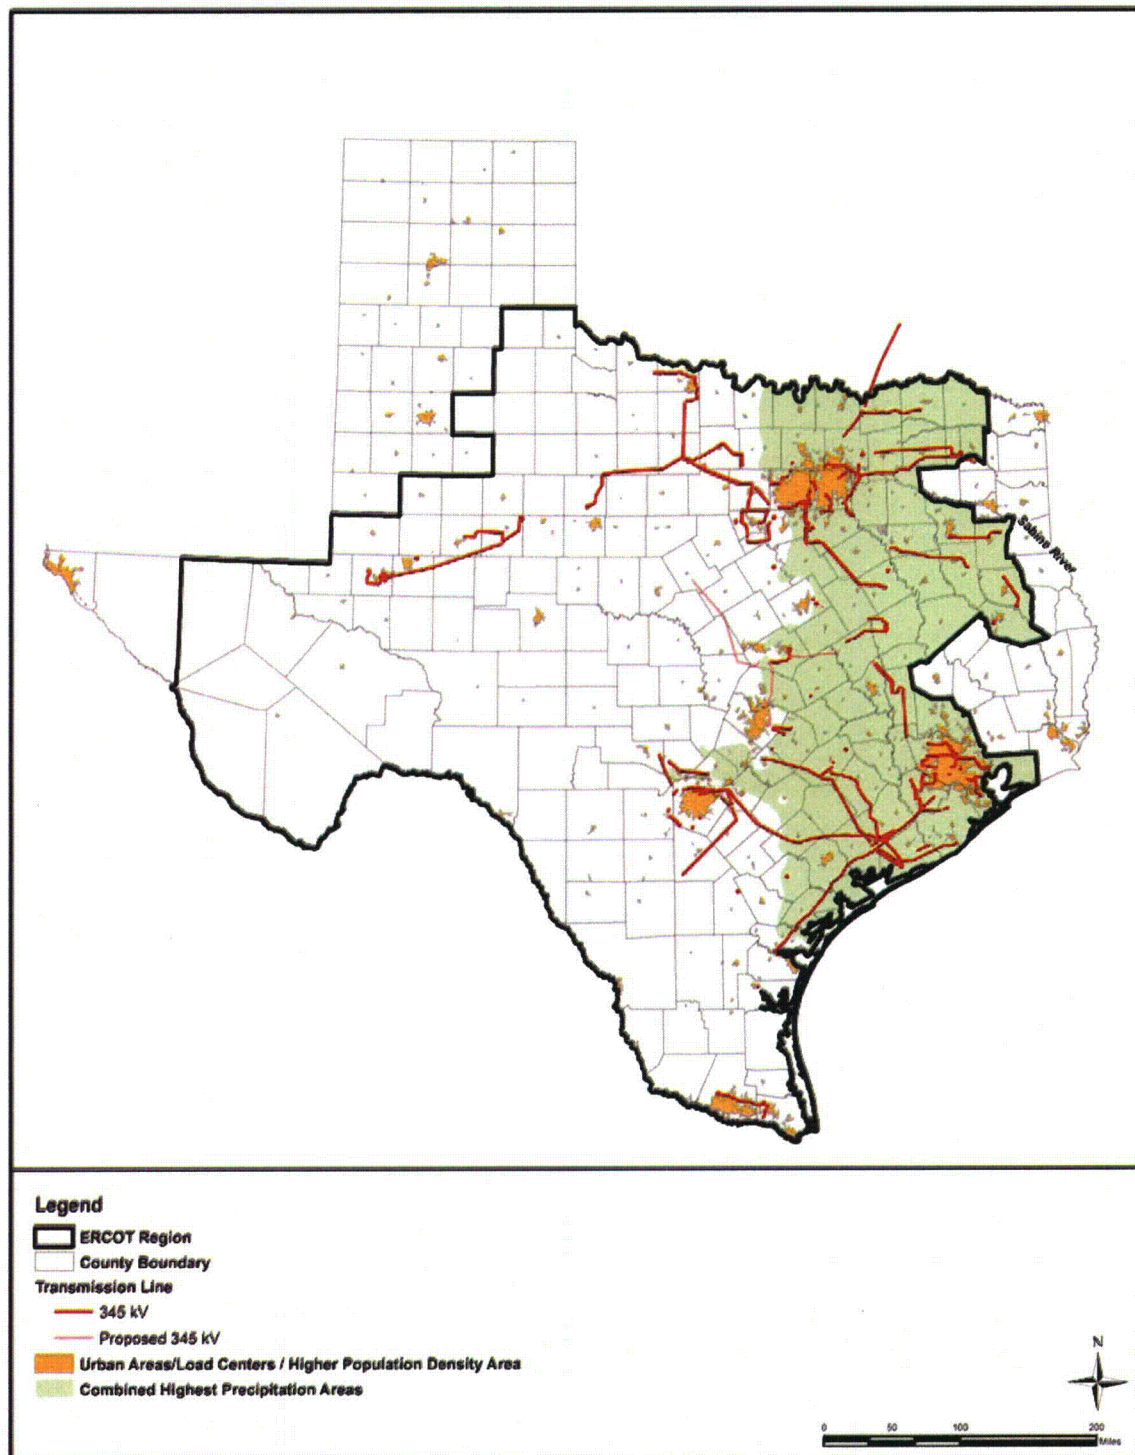 Sabine River
Legend
ERCOT Region
County Boundary
Transmission Line
345 kV
Proposed 345 kV
Urban Areas/Load Centers / Higher Population Density Area
Combined Highest Precipitation Areas
N
0 50 100 200
Miles